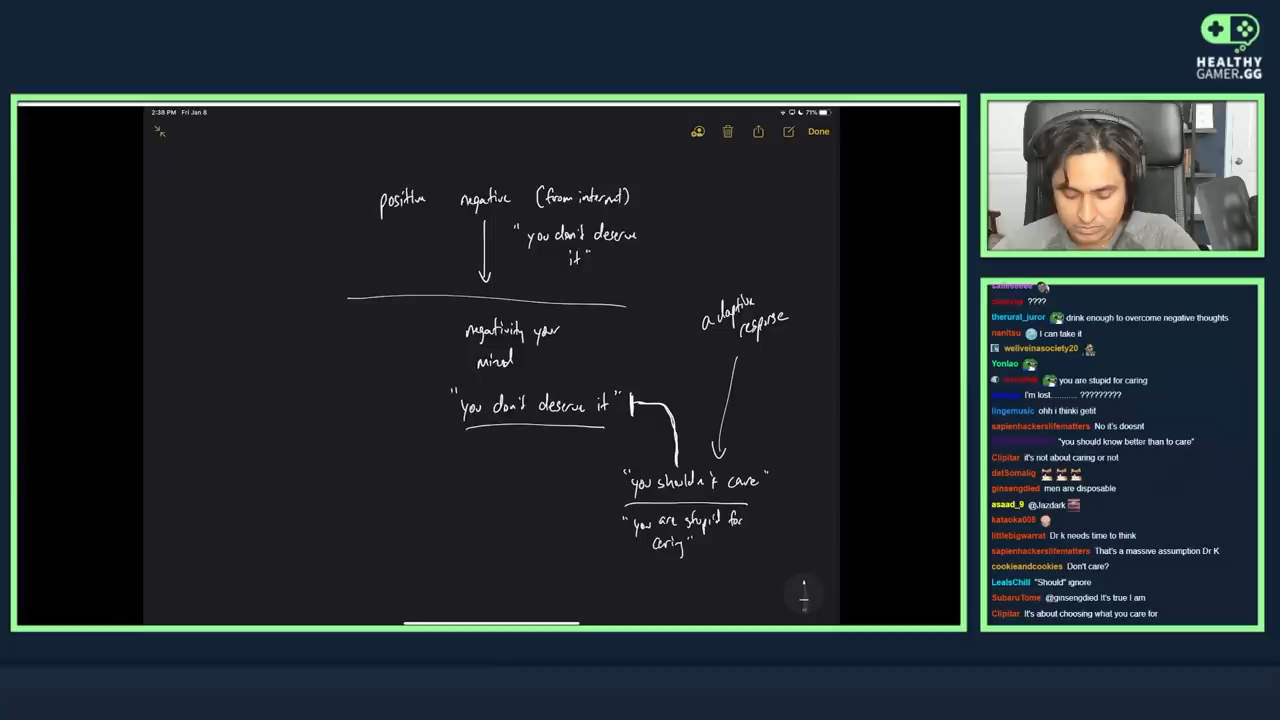 HEALTHY
GAMER.GG
2:38 PM Fri Jan 8
71%
Done
positive negative (from internet)
"you don't deserve
it"
negativity your
mind
"you don't deserve it"
adaptive
response
"you shouldn't care"
"you are stupid for
caring"
????
therural_juror drink enough to overcome negative thoughts
nanitsu I can take it
weliveinasociety20
Yonlao
you are stupid for caring
I'm lost........... ?????????
lingemusic ohh i thinki getit
sapienhackerslifematters No it's doesnt
"you should know better than to care"
Clipitar it's not about caring or not
datSomalig
ginsengdied men are disposable
asaad_9 @Jazdark
kataoka008
littlebigwarrat Dr k needs time to think
sapienhackerslifematters That's a massive assumption Dr K
cookieandcookies Don't care?
LealsChill "Should" ignore
SubaruTome @ginsengdied It's true I am
Clipitar It's about choosing what you care for